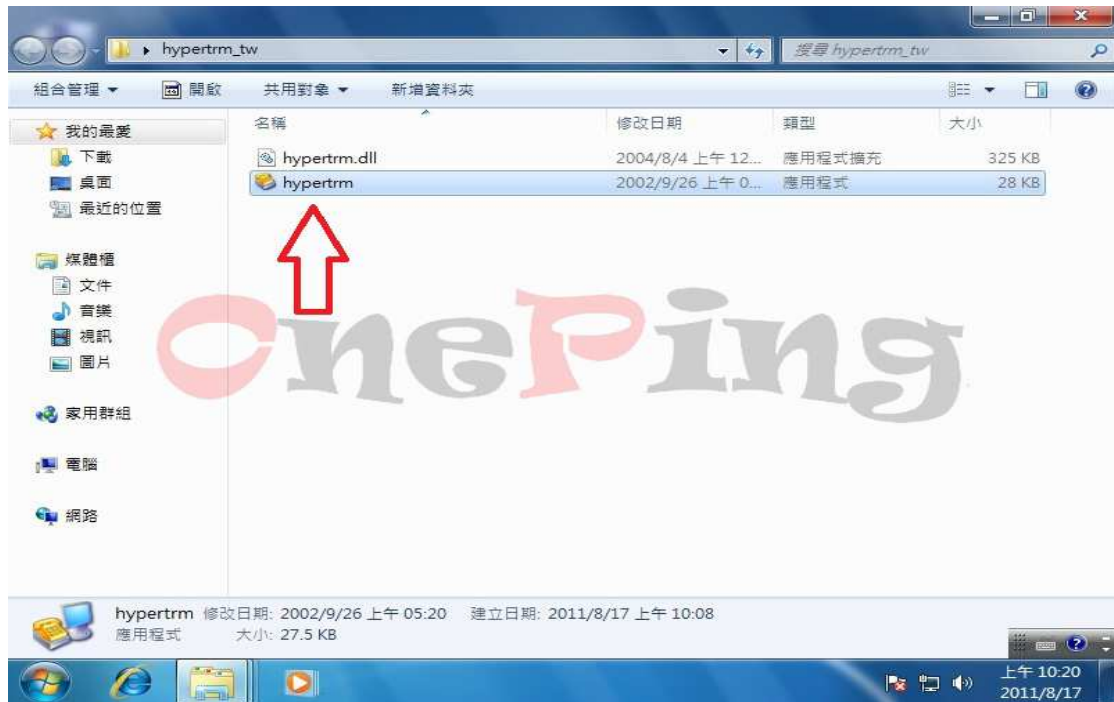 hypertrm_tw
搜尋 hypertrm_tw
組合管理 開啟 共用對象 新增資料夾
名稱 修改日期 類型 大小
hypertrm.dll 2004/8/4 上午 12... 應用程式擴充 325 KB
hypertrm 2002/9/26 上午 0... 應用程式 28 KB
我的最愛
下載
桌面
最近的位置
媒體櫃
文件
音樂
視訊
圖片
家用群組
電腦
網路
OnePing
hypertrm 修改日期: 2002/9/26 上午 05:20 建立日期: 2011/8/17 上午 10:08
應用程式 大小: 27.5 KB
上午 10:20
2011/8/17